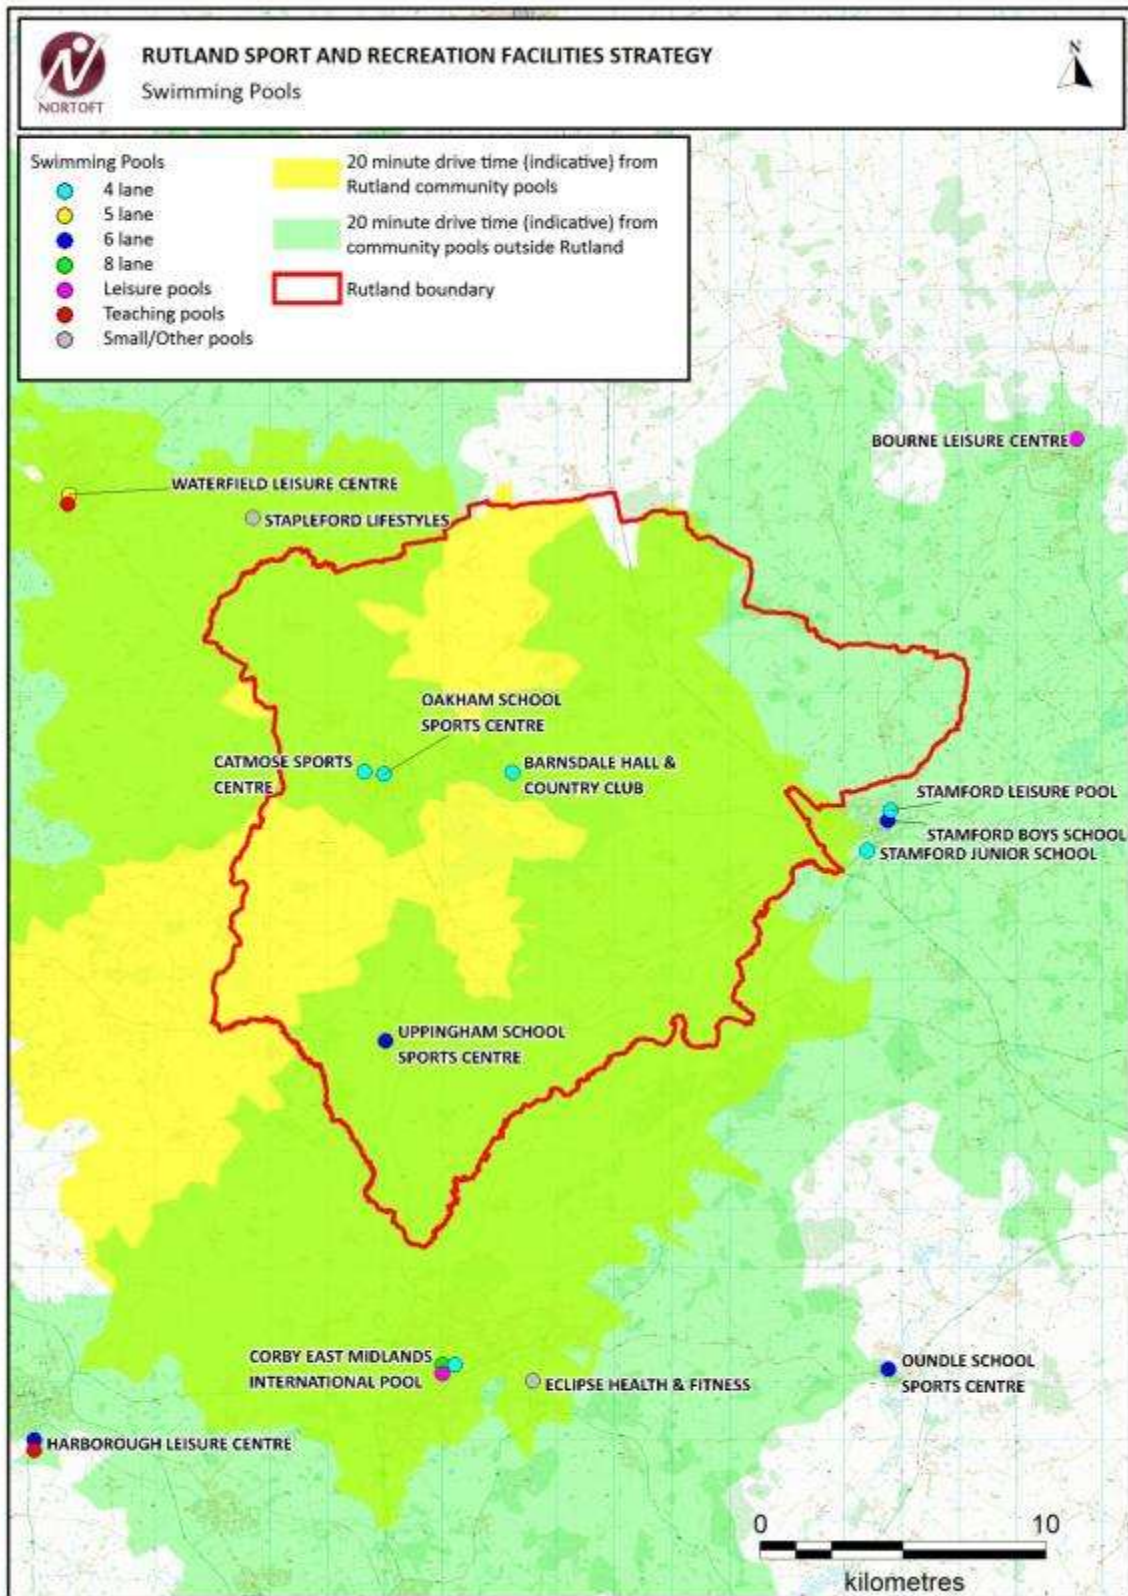 RUTLAND SPORT AND RECREATION FACILITIES STRATEGY
Swimming Pools
N
NORTOFT
Swimming Pools
4 lane
5 lane
6 lane
8 lane
Leisure pools
Teaching pools
Small/Other pools
20 minute drive time (indicative) from
Rutland community pools
20 minute drive time (indicative) from
community pools outside Rutland
Rutland boundary
BOURNE LEISURE CENTRE
WATERFIELD LEISURE CENTRE
STAPLEFORD LIFESTYLES
OAKHAM SCHOOL
SPORTS CENTRE
CATMOSE SPORTS
CENTRE
BARNSDALE HALL &
COUNTRY CLUB
STAMFORD LEISURE POOL
STAMFORD BOYS SCHOOL
STAMFORD JUNIOR SCHOOL
UPPINGHAM SCHOOL
SPORTS CENTRE
CORBY EAST MIDLANDS
INTERNATIONAL POOL
ECLIPSE HEALTH & FITNESS
OUNDLE SCHOOL
SPORTS CENTRE
HARBOROUGH LEISURE CENTRE
0 10
kilometres